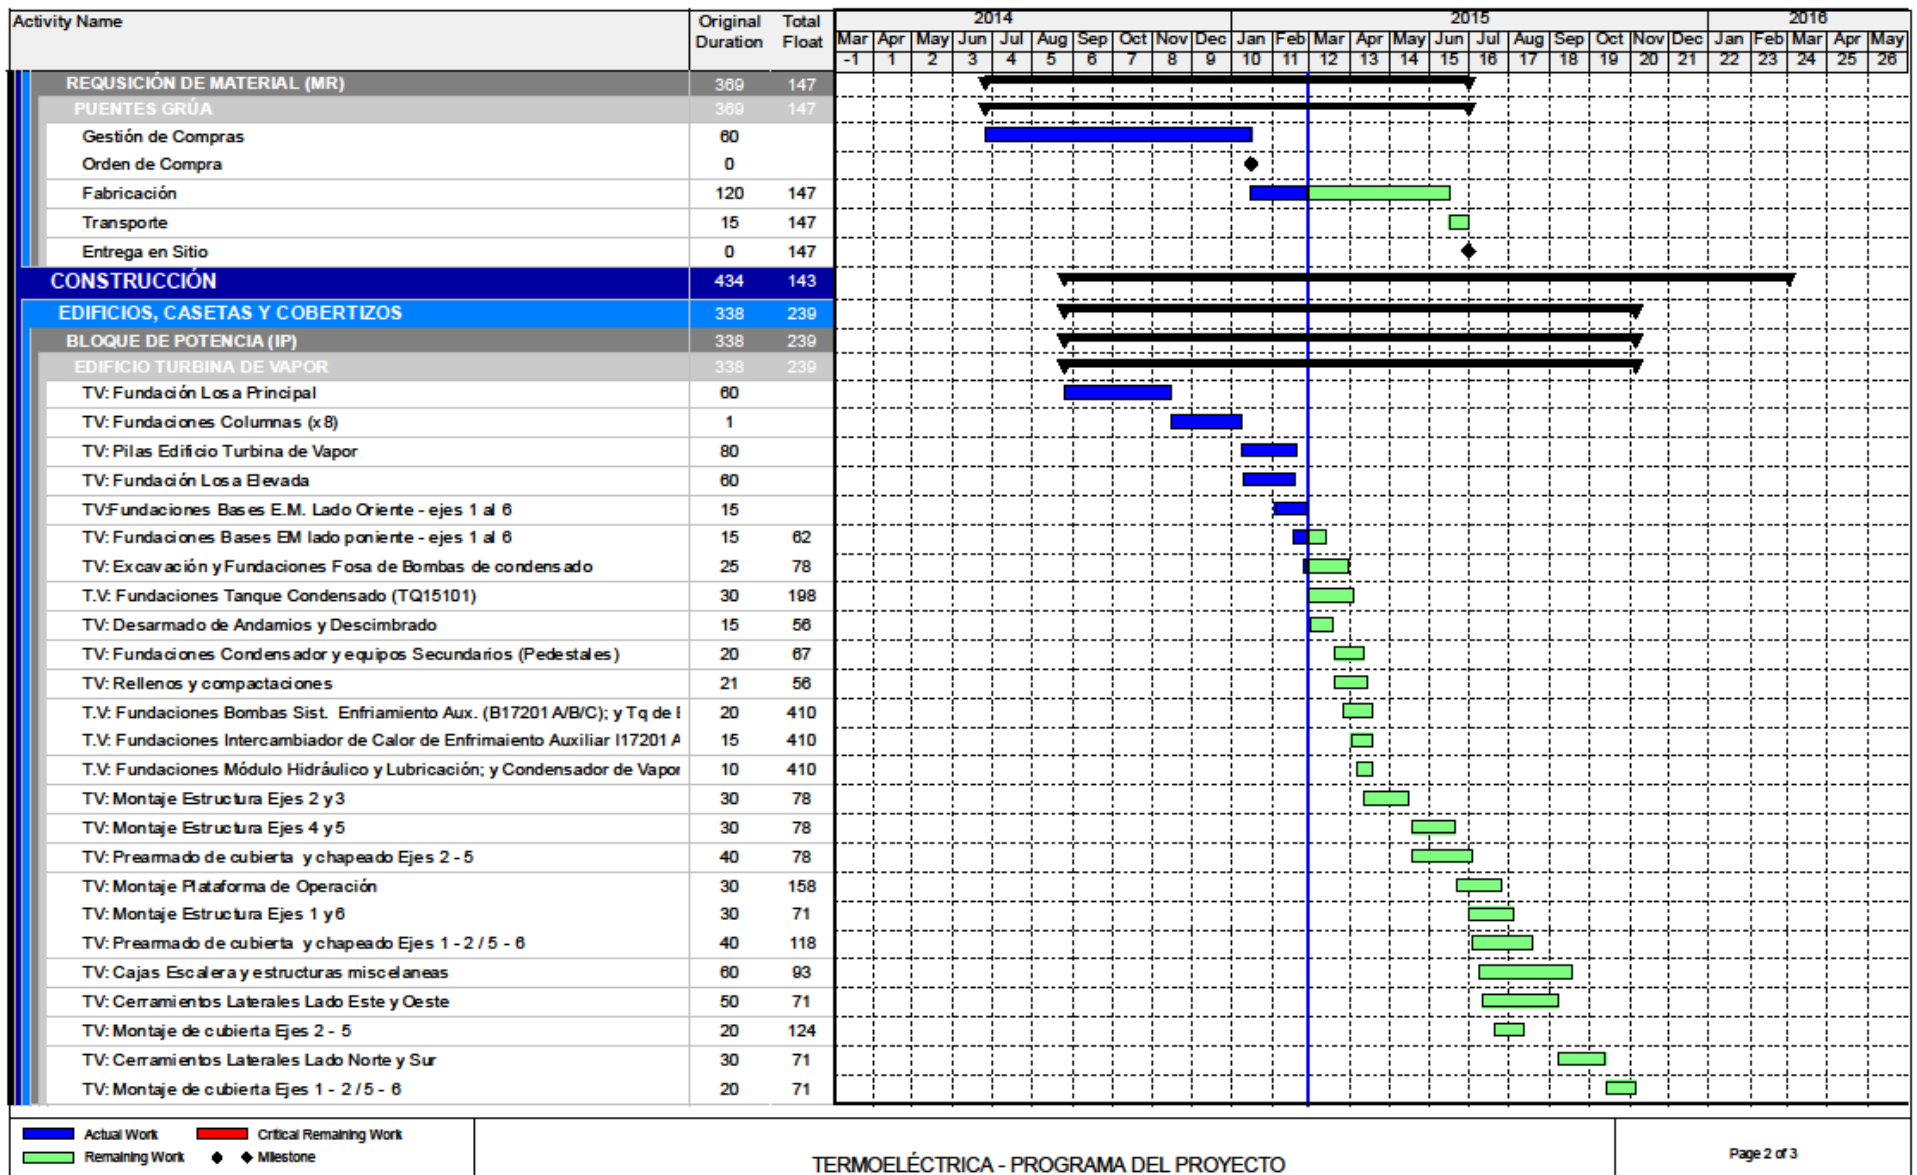 Activity Name Original Total 2014 2015 2016
Duration Float Mar Apr May Jun Jul Aug Sep Oct Nov Dec Jan Feb Mar Apr May Jun Jul Aug Sep Oct Nov Dec Jan Feb Mar Apr May
-1 1 2 3 4 5 6 7 8 9 10 11 12 13 14 15 16 17 18 19 20 21 22 23 24 25 26
REQUSICIÓN DE MATERIAL (MR) 369 147
PUENTES GRÚA 369 147
Gestión de Compras 60
Orden de Compra 0
Fabricación 120 147
Transporte 15 147
Entrega en Sitio 0 147
CONSTRUCCIÓN 434 143
EDIFICIOS, CASETAS Y COBERTIZOS 338 239
BLOQUE DE POTENCIA (IP) 338 239
EDIFICIO TURBINA DE VAPOR 338 239
TV: Fundación Losa Principal 60
TV: Fundaciones Columnas (x8) 1
TV: Pilas Edificio Turbina de Vapor 80
TV: Fundación Losa Elevada 60
TV:Fundaciones Bases E.M. Lado Oriente - ejes 1 al 6 15
TV: Fundaciones Bases EM lado poniente - ejes 1 al 6 15 62
TV: Excavación y Fundaciones Fosa de Bombas de condensado 25 78
T.V: Fundaciones Tanque Condensado (TQ15101) 30 198
TV: Desarmado de Andamios y Descimbrado 15 56
TV: Fundaciones Condensador y equipos Secundarios (Pedestales) 20 67
TV: Rellenos y compactaciones 21 56
T.V: Fundaciones Bombas Sist. Enfriamiento Aux. (B17201A/B/C); y Tq de 20 410
T.V: Fundaciones Intercambiador de Calor de Enfrimaiento Auxiliar I17201A 15 410
T.V: Fundaciones Módulo Hidráulico y Lubricación; y Condensador de Vapor 10 410
TV: Montaje Estructura Ejes 2 y 3 30 78
TV: Montaje Estructura Ejes 4 y 5 30 78
TV: Prearmado de cubierta y chapeado Ejes 2 - 5 40 78
TV: Montaje Plataforma de Operación 30 158
TV: Montaje Estructura Ejes 1 y 6 30 71
TV: Prearmado de cubierta y chapeado Ejes 1 - 2 / 5 - 6 40 118
TV: Cajas Escalera y estructuras miscelaneas 60 93
TV: Cerramientos Laterales Lado Este y Oeste 50 71
TV: Montaje de cubierta Ejes 2 - 5 20 124
TV: Cerramientos Laterales Lado Norte y Sur 30 71
TV: Montaje de cubierta Ejes 1 - 2 / 5 - 6 20 71
Actual Work Critical Remaining Work
Remaining Work Milestone
TERMOELÉCTRICA - PROGRAMA DEL PROYECTO
Page 2 of 3